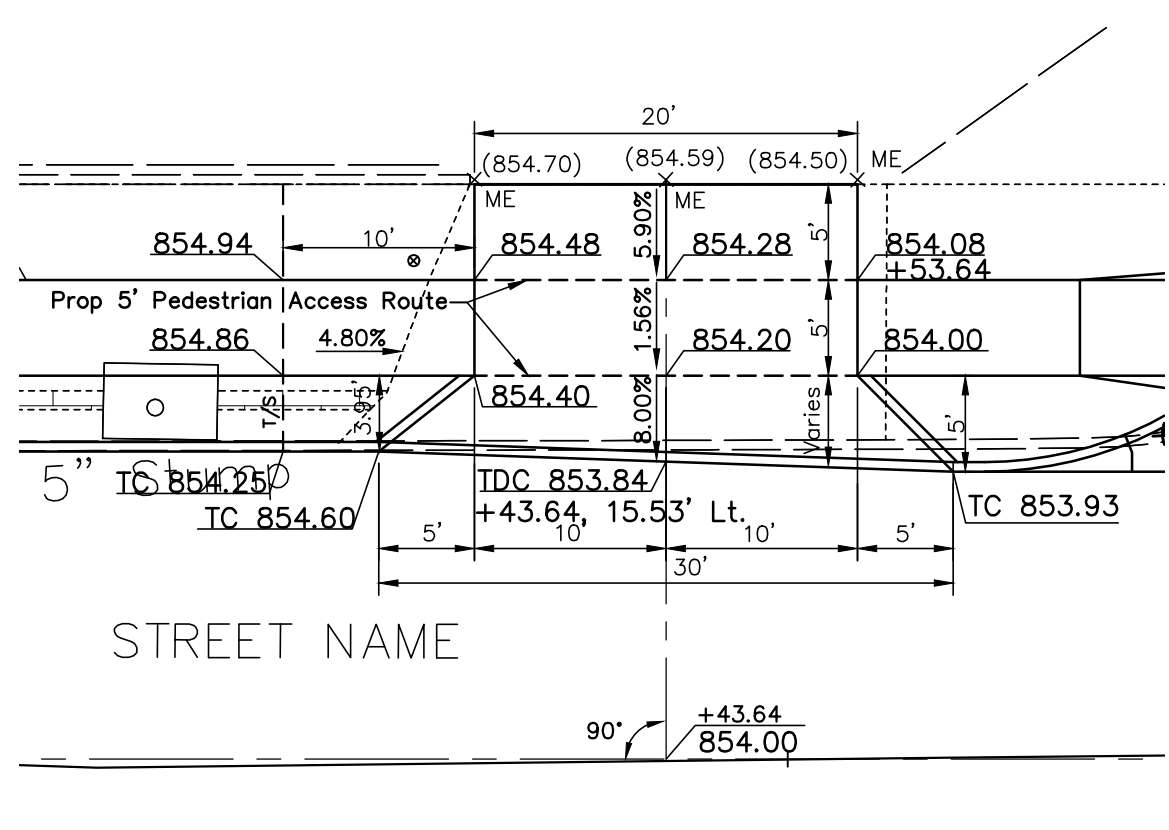 20'
(854.70)
(854.59)
(854.50)
ME
ME
ME
5.90%
5'
854.94
10'
854.48
854.28
854.08
+53.64
Prop 5' Pedestrian Access Route
1.56%
5'
854.86
4.80%
854.20
854.00
854.40
3.95'
T/S
8.00%
Varies
5'
5" Stump
TC 854.25
TDC 853.84
TC 854.60
+43.64, 15.53' Lt.
TC 853.93
5'
10'
10'
5'
30'
STREET NAME
90°
+43.64
854.00